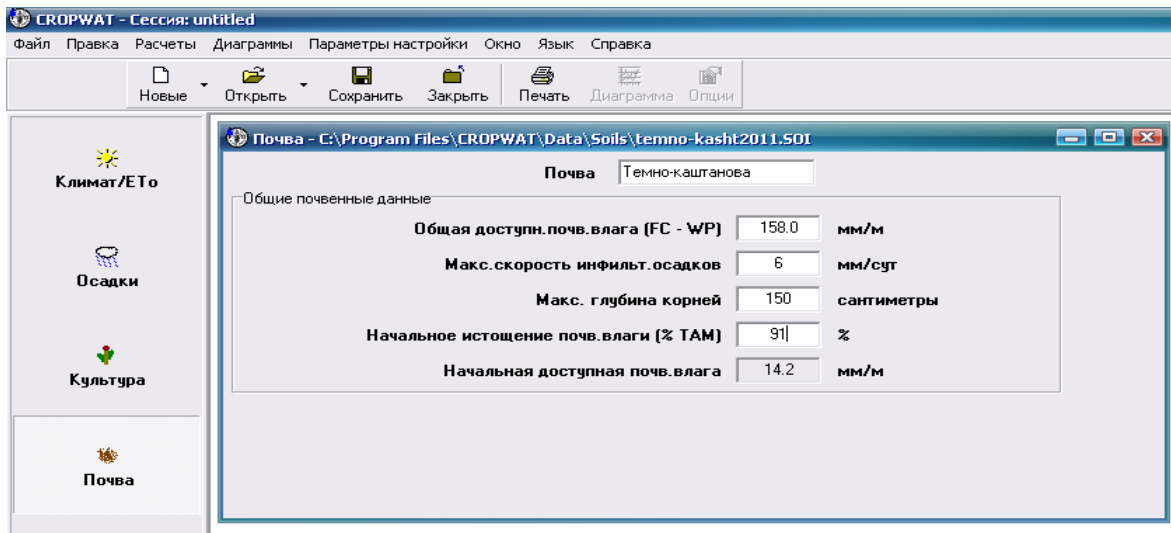 CROPWAT - Сессия: untitled
Файл Правка Расчеты Диаграммы Параметры настройки Окно Язык Справка
Новые Открыть Сохранить Закрыть Печать Диаграмма Опции
Климат/ЕТо
Осадки
Культура
Почва
Почва - C:\Program Files\CROPWAT\Data\Soils\temno-kasht2011.SOI
Почва Темно-каштанова
Общие почвенные данные
Общая доступн.почв.влага (FC - WP) 158.0 мм/м
Макс.скорость инфильт.осадков 6 мм/сут
Макс. глубина корней 150 сантиметры
Начальное истощение почв.влаги (% TAM) 91 %
Начальная доступная почв.влага 14.2 мм/м